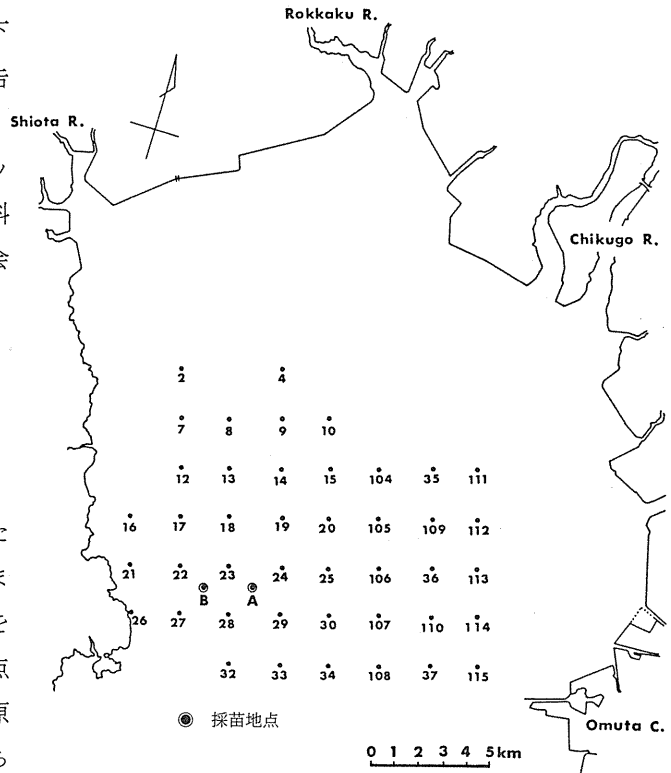 Rokkaku R.
Shiota R.
Chikugo R.
2 4
7 8 9 10
12 13 14 15 104 35 111
16 17 18 19 20 105 109 112
21 22 23 24 25 106 36 113
B A
26 27 28 29 30 107 110 114
32 33 34 108 37 115
採苗地点
Omuta C.
0 1 2 3 4 5km